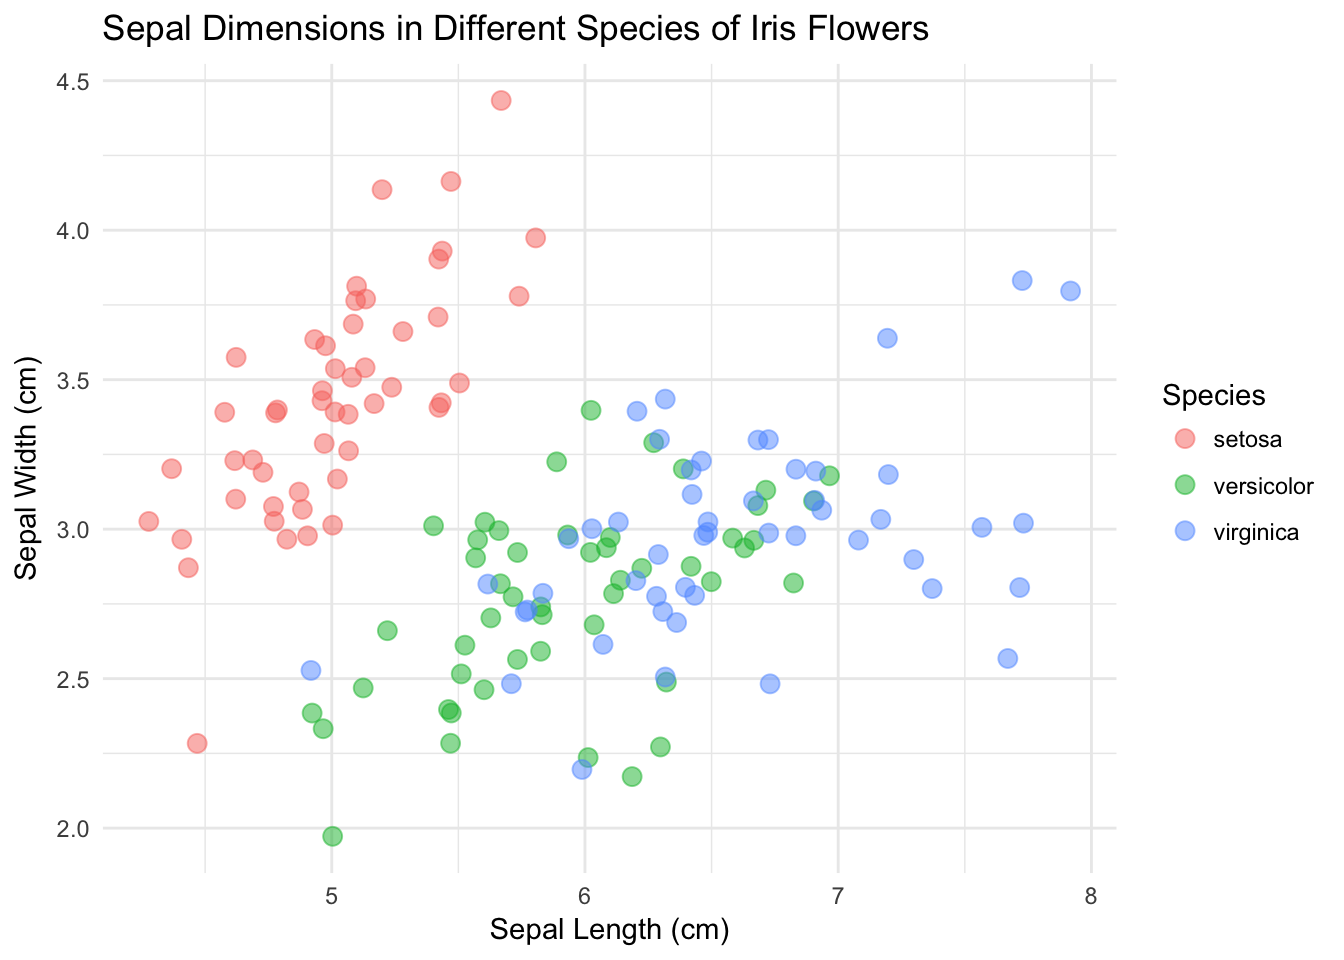 Sepal Dimensions in Different Species of Iris Flowers
4.5
4.0
3.5
3.0
2.5
2.0
Sepal Width (cm)
5 6 7 8
Sepal Length (cm)
Species
setosa
versicolor
virginica